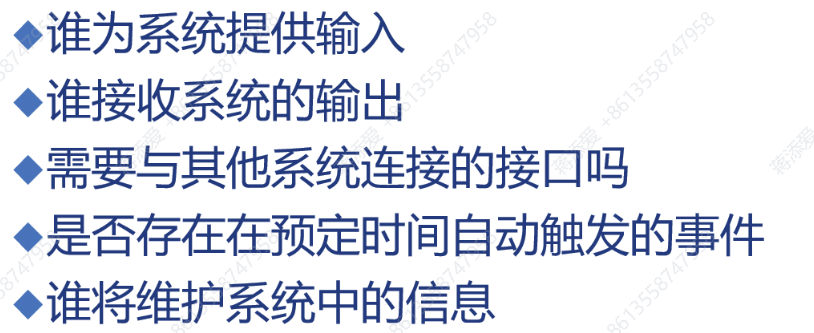 ◆谁为系统提供输入
◆谁接收系统的输出
◆需要与其他系统连接的接口吗
◆是否存在在预定时间自动触发的事件
◆谁将维护系统中的信息
蒋添爱 +8613558747958